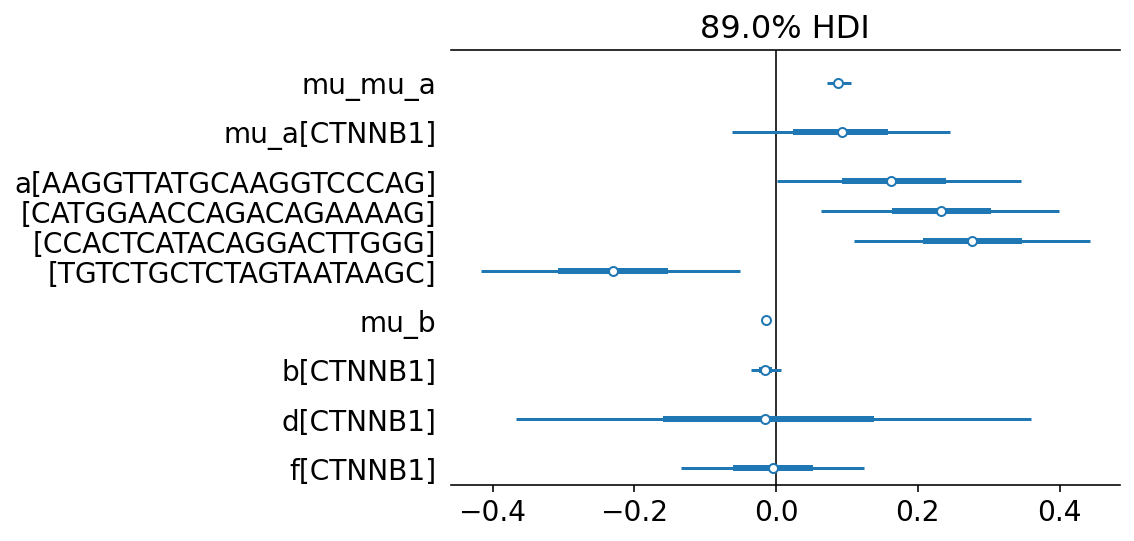 89.0% HDI
mu_mu_a
mu_a[CTNNB1]
a[AAGGTTATGCAAGGTCCCAG]
[CATGGAACCAGACAGAAAAG]
[CCACTCATACAGGACTTGGG]
[TGTCTGCTCTAGTAATAAGC]
mu_b
b[CTNNB1]
d[CTNNB1]
f[CTNNB1]
−0.4 −0.2 0.0 0.2 0.4